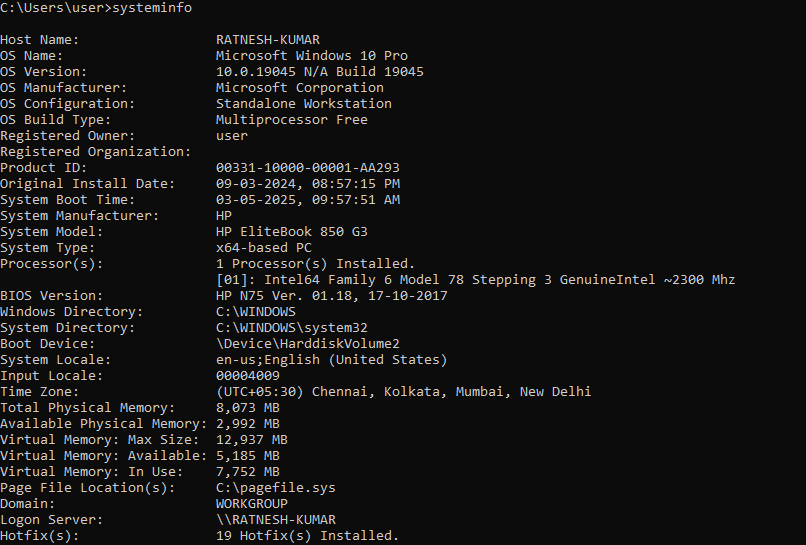 C:\Users\user>systeminfo
Host Name: RATNESH-KUMAR
OS Name: Microsoft Windows 10 Pro
OS Version: 10.0.19045 N/A Build 19045
OS Manufacturer: Microsoft Corporation
OS Configuration: Standalone Workstation
OS Build Type: Multiprocessor Free
Registered Owner: user
Registered Organization:
Product ID: 00331-10000-00001-AA293
Original Install Date: 09-03-2024, 08:57:15 PM
System Boot Time: 03-05-2025, 09:57:51 AM
System Manufacturer: HP
System Model: HP EliteBook 850 G3
System Type: x64-based PC
Processor(s): 1 Processor(s) Installed.
[01]: Intel64 Family 6 Model 78 Stepping 3 GenuineIntel ~2300 Mhz
BIOS Version: HP N75 Ver. 01.18, 17-10-2017
Windows Directory: C:\WINDOWS
System Directory: C:\WINDOWS\system32
Boot Device: \Device\HarddiskVolume2
System Locale: en-us;English (United States)
Input Locale: 00004009
Time Zone: (UTC+05:30) Chennai, Kolkata, Mumbai, New Delhi
Total Physical Memory: 8,073 MB
Available Physical Memory: 2,992 MB
Virtual Memory: Max Size: 12,937 MB
Virtual Memory: Available: 5,185 MB
Virtual Memory: In Use: 7,752 MB
Page File Location(s): C:\pagefile.sys
Domain: WORKGROUP
Logon Server: \\RATNESH-KUMAR
Hotfix(s): 19 Hotfix(s) Installed.